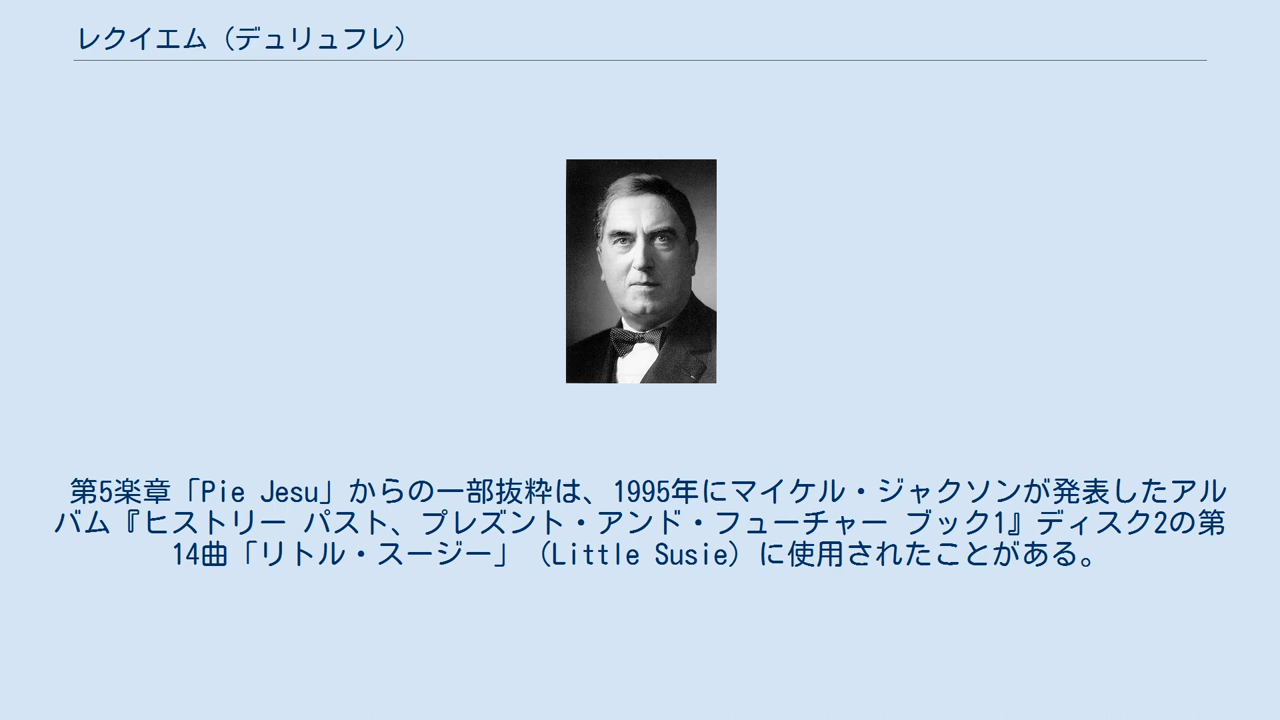 レクイエム（デュリュフレ）
第5楽章「Pie Jesu」からの一部抜粋は、1995年にマイケル・ジャクソンが発表したアル
バム『ヒストリー パスト、プレズント・アンド・フューチャー ブック1』ディスク2の第
14曲「リトル・スージー」（Little Susie）に使用されたことがある。